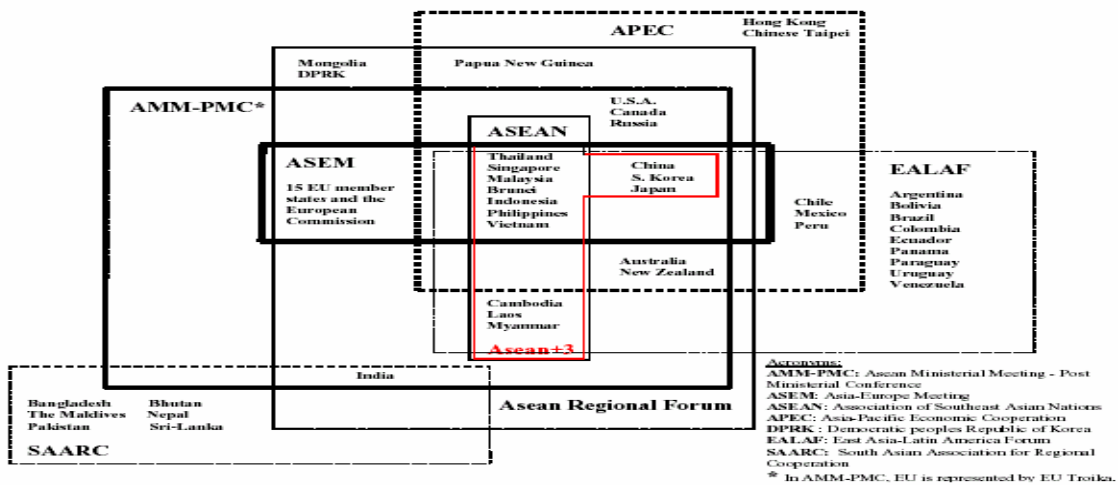 APEC
Hong Kong
Chinese Taipei
Mongolia
DPRK
Papua New Guinea
AMM-PMC*
U.S.A.
Canada
Russia
ASEAN
ASEM
15 EU member
states and the
European
Commission
Thailand
Singapore
Malaysia
Brunei
Indonesia
Philippines
Vietnam
China
S. Korea
Japan
Chile
Mexico
Peru
EALAF
Argentina
Bolivia
Brazil
Colombia
Ecuador
Panama
Paraguay
Uruguay
Venezuela
Australia
New Zealand
Cambodia
Laos
Myanmar
Asean+3
India
Bangladesh
The Maldives
Pakistan
Bhutan
Nepal
Sri-Lanka
SAARC
Asean Regional Forum
Acronyms:
AMM-PMC: Asean Ministerial Meeting - Post
Ministerial Conference
ASEM: Asia-Europe Meeting
ASEAN: Association of Southeast Asian Nations
APEC: Asia-Pacific Economic Cooperation
DPRK : Democratic peoples Republic of Korea
EALAF: East Asia-Latin America Forum
SAARC: South Asian Association for Regional
Cooperation
* In AMM-PMC, EU is represented by EU Troika.